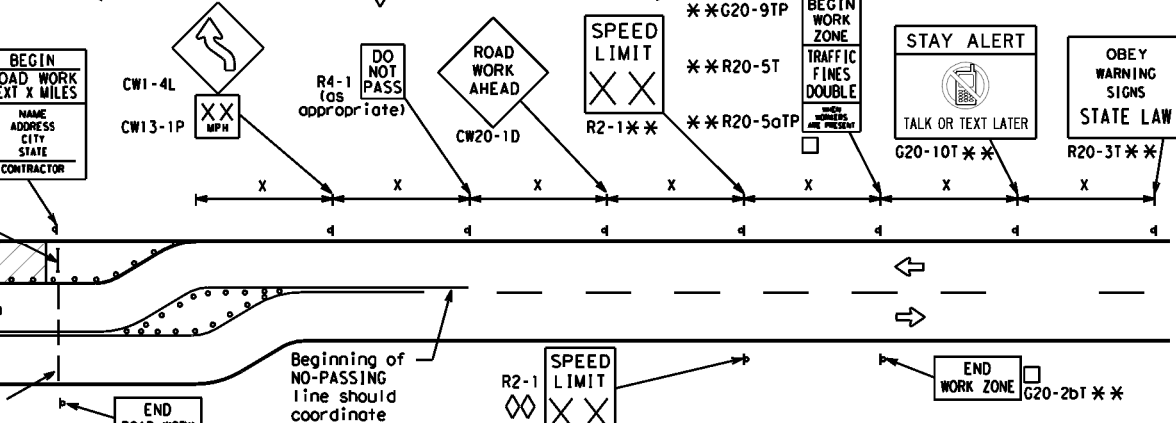 BEGIN
ROAD WORK
NEXT X MILES
NAME
ADDRESS
CITY
STATE
CONTRACTOR
CW1-4L
X X
MPH
CW13-1P
R4-1
(as
appropriate)
DO
NOT
PASS
ROAD
WORK
AHEAD
CW20-1D
SPEED
LIMIT
X X
R2-1**
**G20-9TP
**R20-5T
**R20-5aTP
BEGIN
WORK
ZONE
TRAFFIC
FINES
DOUBLE
WHEN
WORKERS
ARE PRESENT
STAY ALERT
TALK OR TEXT LATER
G20-10T**
OBEY
WARNING
SIGNS
STATE LAW
R20-3T**
X
X
X
X
X
X
X
Beginning of
NO-PASSING
line should
coordinate
R2-1
SPEED
LIMIT
X X
END
WORK ZONE
G20-2bT**
END
ROAD WORK